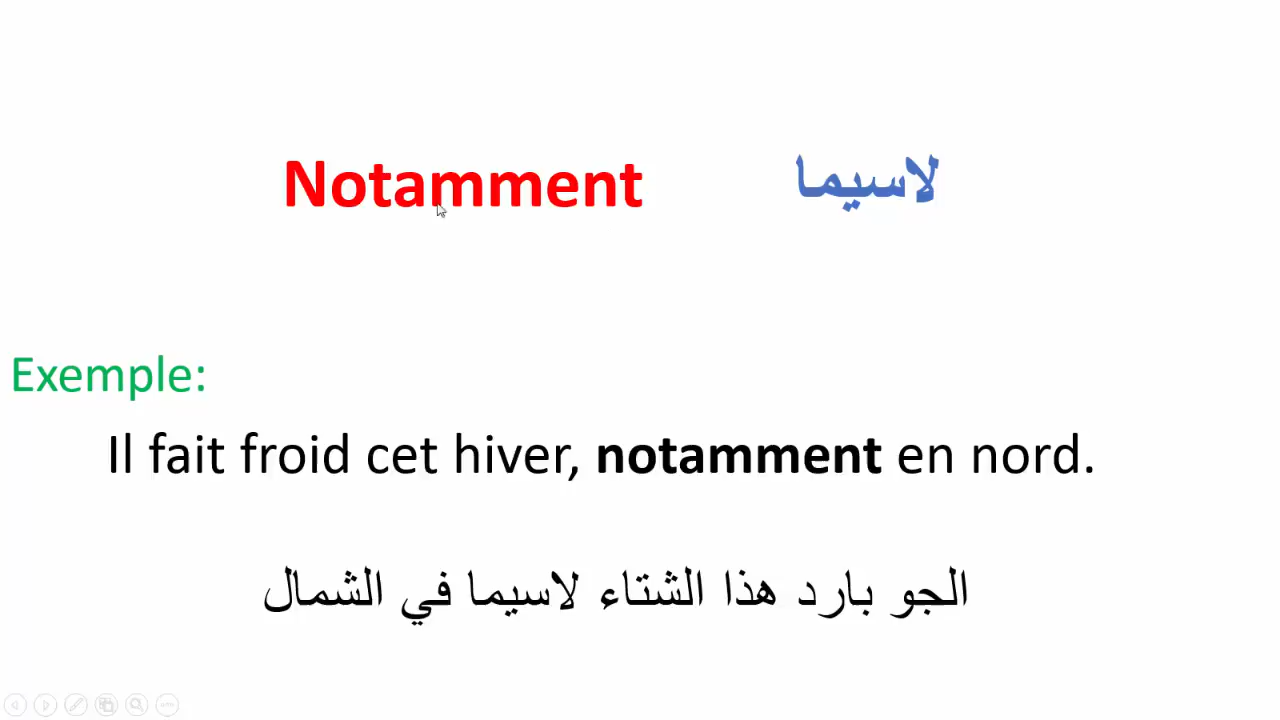 Notamment لاسيما
Exemple:
Il fait froid cet hiver, notamment en nord.
الجو بارد هذا الشتاء لاسيما في الشمال